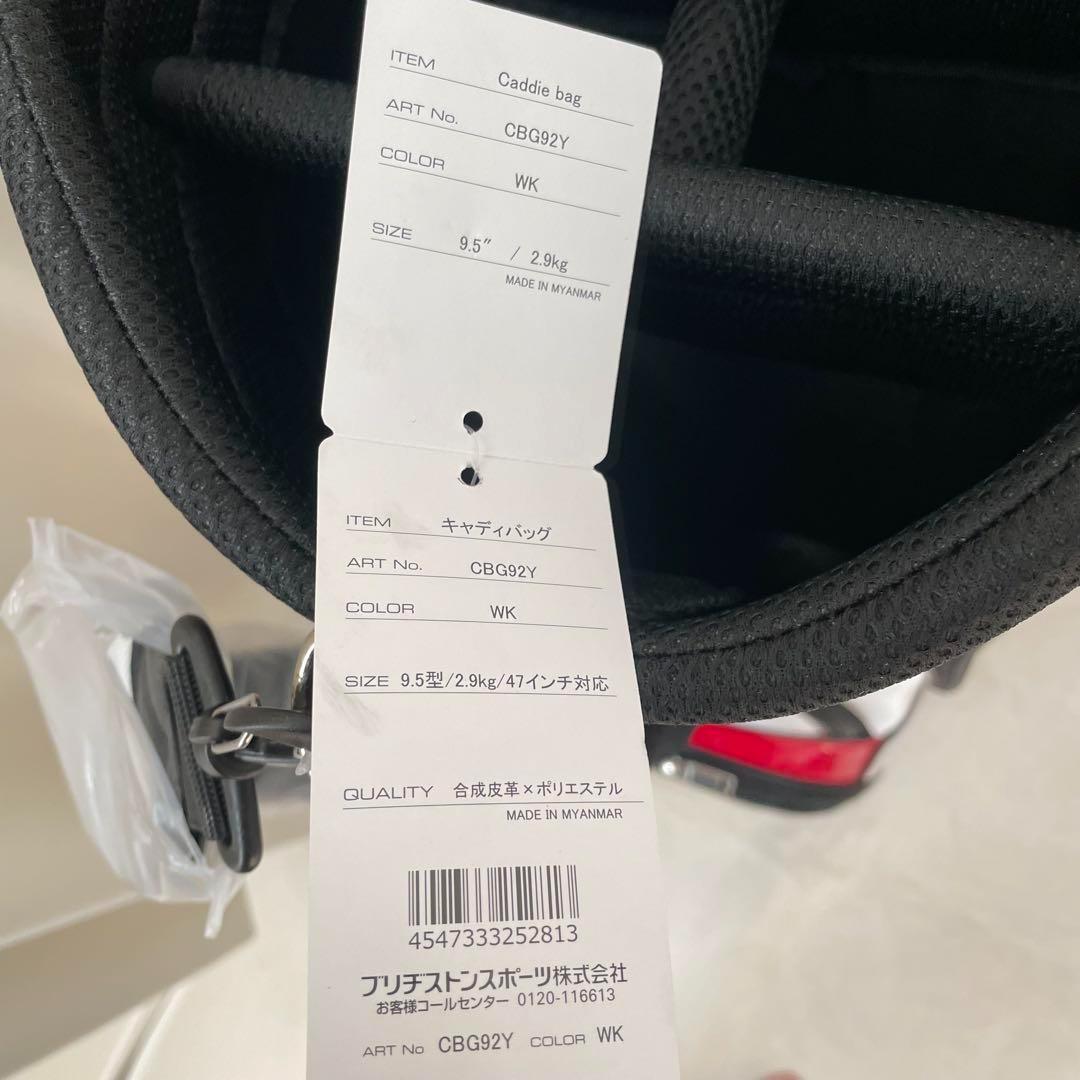 ITEM Caddie bag
ART No. CBG92Y
COLOR WK
SIZE 9.5″ / 2.9kg
MADE IN MYANMAR
ITEM キャディバッグ
ART No. CBG92Y
COLOR WK
SIZE 9.5型/2.9kg/47インチ対応
QUALITY 合成皮革×ポリエステル
MADE IN MYANMAR
4547333252813
ブリヂストンスポーツ株式会社
お客様コールセンター 0120-116613
ART No CBG92Y COLOR WK